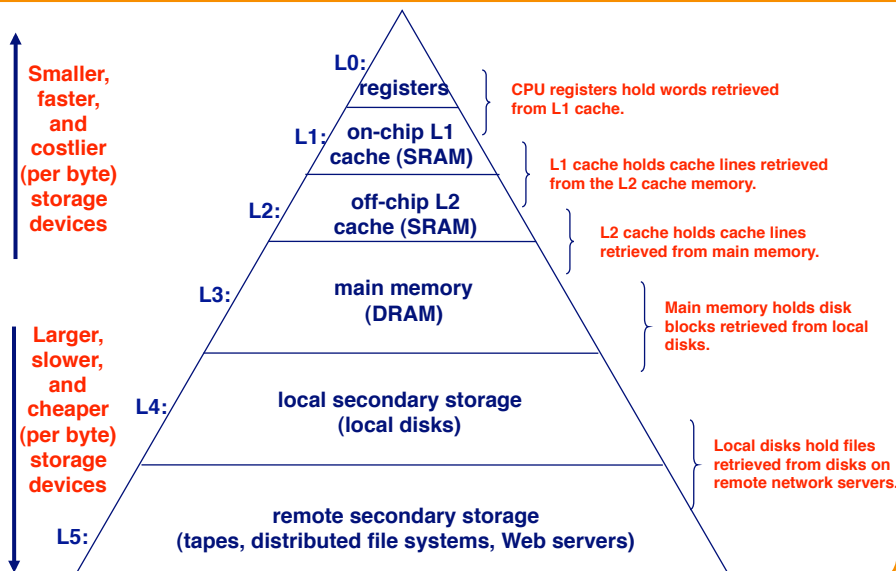 Smaller,
faster,
and
costlier
(per byte)
storage
devices
Larger,
slower,
and
cheaper
(per byte)
storage
devices
L0:
registers
CPU registers hold words retrieved
from L1 cache.
L1:
on-chip L1
cache (SRAM)
L1 cache holds cache lines retrieved
from the L2 cache memory.
L2:
off-chip L2
cache (SRAM)
L2 cache holds cache lines
retrieved from main memory.
L3:
main memory
(DRAM)
Main memory holds disk
blocks retrieved from local
disks.
L4:
local secondary storage
(local disks)
Local disks hold files
retrieved from disks on
remote network servers.
L5:
remote secondary storage
(tapes, distributed file systems, Web servers)